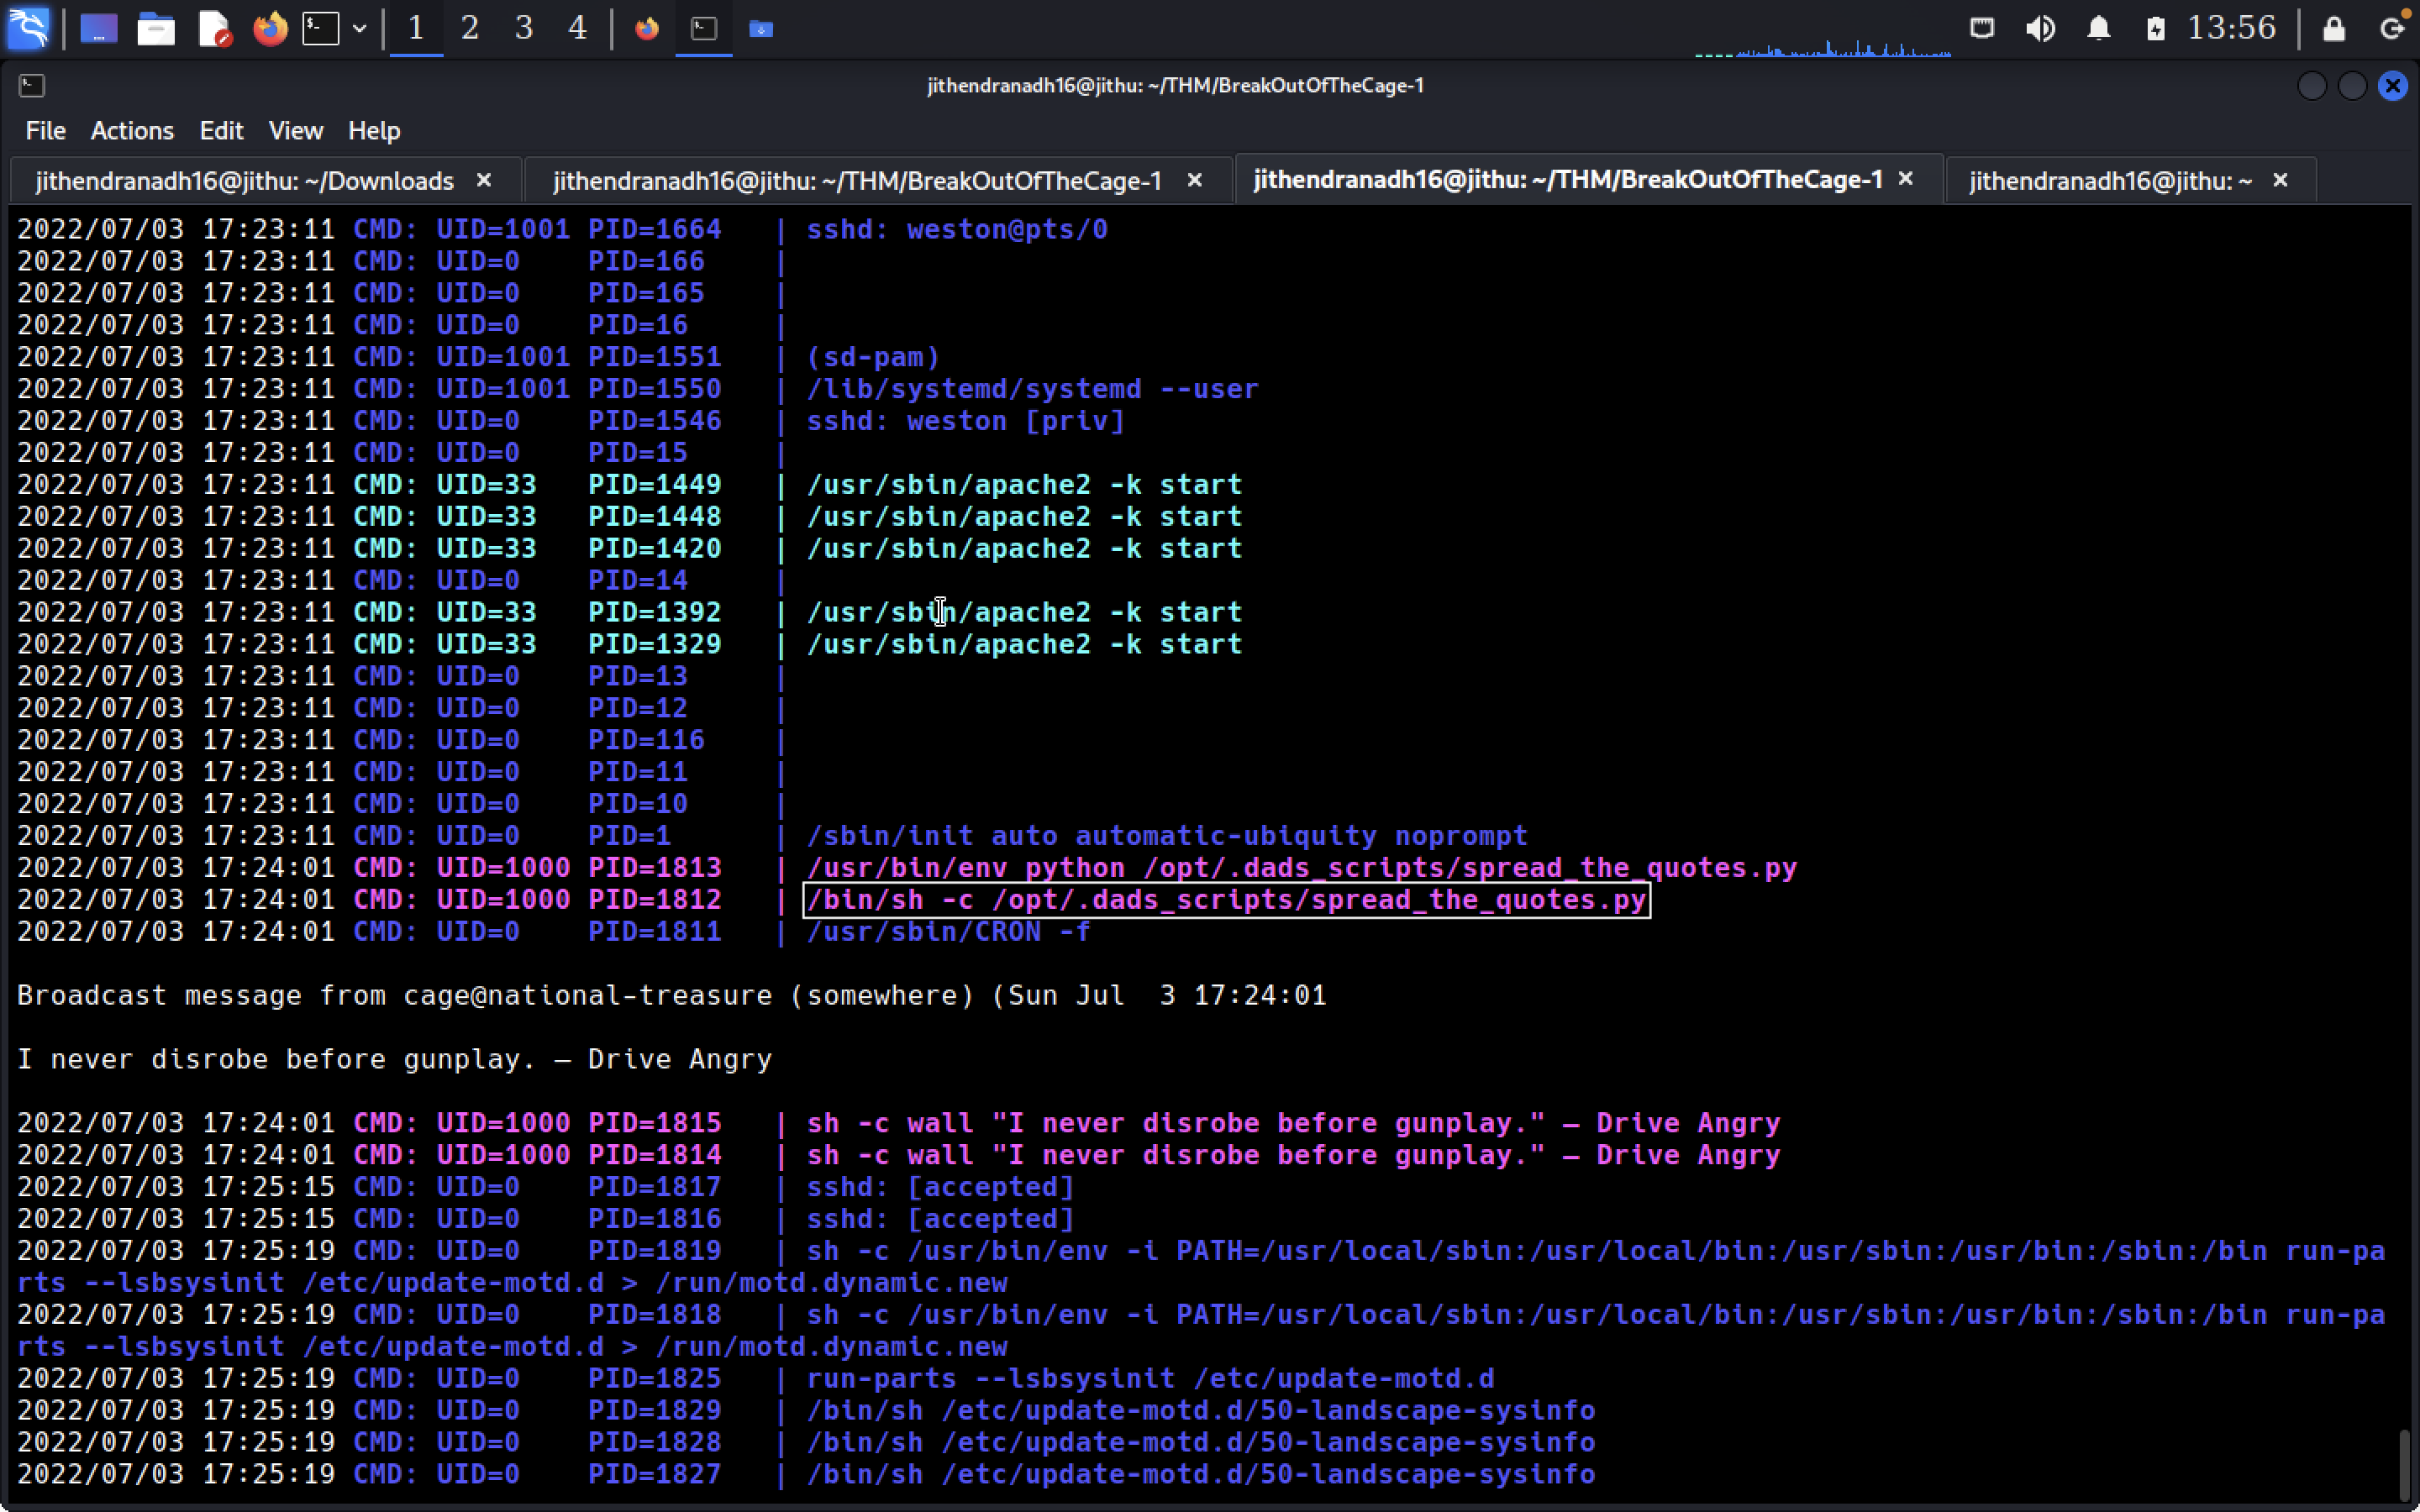 1 2 3 4 13:56
jithendranadh16@jithu: ~/THM/BreakOutOfTheCage-1
File Actions Edit View Help
jithendranadh16@jithu: ~/Downloads jithendranadh16@jithu: ~/THM/BreakOutOfTheCage-1 jithendranadh16@jithu: ~/THM/BreakOutOfTheCage-1 jithendranadh16@jithu: ~
2022/07/03 17:23:11 CMD: UID=1001 PID=1664 | sshd: weston@pts/0
2022/07/03 17:23:11 CMD: UID=0 PID=166 |
2022/07/03 17:23:11 CMD: UID=0 PID=165 |
2022/07/03 17:23:11 CMD: UID=0 PID=16 |
2022/07/03 17:23:11 CMD: UID=1001 PID=1551 | (sd-pam)
2022/07/03 17:23:11 CMD: UID=1001 PID=1550 | /lib/systemd/systemd --user
2022/07/03 17:23:11 CMD: UID=0 PID=1546 | sshd: weston [priv]
2022/07/03 17:23:11 CMD: UID=0 PID=15 |
2022/07/03 17:23:11 CMD: UID=33 PID=1449 | /usr/sbin/apache2 -k start
2022/07/03 17:23:11 CMD: UID=33 PID=1448 | /usr/sbin/apache2 -k start
2022/07/03 17:23:11 CMD: UID=33 PID=1420 | /usr/sbin/apache2 -k start
2022/07/03 17:23:11 CMD: UID=0 PID=14 |
2022/07/03 17:23:11 CMD: UID=33 PID=1392 | /usr/sbin/apache2 -k start
2022/07/03 17:23:11 CMD: UID=33 PID=1329 | /usr/sbin/apache2 -k start
2022/07/03 17:23:11 CMD: UID=0 PID=13 |
2022/07/03 17:23:11 CMD: UID=0 PID=12 |
2022/07/03 17:23:11 CMD: UID=0 PID=116 |
2022/07/03 17:23:11 CMD: UID=0 PID=11 |
2022/07/03 17:23:11 CMD: UID=0 PID=10 |
2022/07/03 17:23:11 CMD: UID=0 PID=1 | /sbin/init auto automatic-ubiquity noprompt
2022/07/03 17:24:01 CMD: UID=1000 PID=1813 | /usr/bin/env python /opt/.dads_scripts/spread_the_quotes.py
2022/07/03 17:24:01 CMD: UID=1000 PID=1812 | /bin/sh -c /opt/.dads_scripts/spread_the_quotes.py
2022/07/03 17:24:01 CMD: UID=0 PID=1811 | /usr/sbin/CRON -f
Broadcast message from cage@national-treasure (somewhere) (Sun Jul  3 17:24:01
I never disrobe before gunplay. — Drive Angry
2022/07/03 17:24:01 CMD: UID=1000 PID=1815 | sh -c wall "I never disrobe before gunplay." — Drive Angry
2022/07/03 17:24:01 CMD: UID=1000 PID=1814 | sh -c wall "I never disrobe before gunplay." — Drive Angry
2022/07/03 17:25:15 CMD: UID=0 PID=1817 | sshd: [accepted]
2022/07/03 17:25:15 CMD: UID=0 PID=1816 | sshd: [accepted]
2022/07/03 17:25:19 CMD: UID=0 PID=1819 | sh -c /usr/bin/env -i PATH=/usr/local/sbin:/usr/local/bin:/usr/sbin:/usr/bin:/sbin:/bin run-pa
rts --lsbsysinit /etc/update-motd.d > /run/motd.dynamic.new
2022/07/03 17:25:19 CMD: UID=0 PID=1818 | sh -c /usr/bin/env -i PATH=/usr/local/sbin:/usr/local/bin:/usr/sbin:/usr/bin:/sbin:/bin run-pa
rts --lsbsysinit /etc/update-motd.d > /run/motd.dynamic.new
2022/07/03 17:25:19 CMD: UID=0 PID=1825 | run-parts --lsbsysinit /etc/update-motd.d
2022/07/03 17:25:19 CMD: UID=0 PID=1829 | /bin/sh /etc/update-motd.d/50-landscape-sysinfo
2022/07/03 17:25:19 CMD: UID=0 PID=1828 | /bin/sh /etc/update-motd.d/50-landscape-sysinfo
2022/07/03 17:25:19 CMD: UID=0 PID=1827 | /bin/sh /etc/update-motd.d/50-landscape-sysinfo